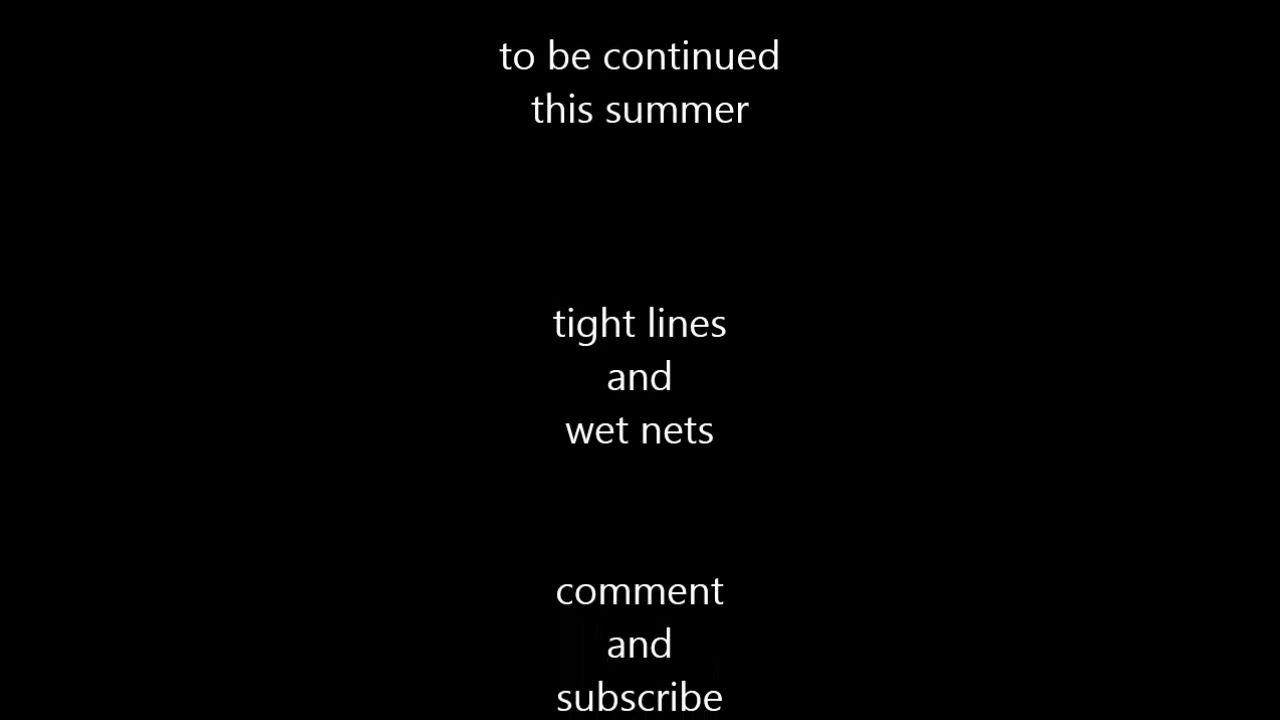 to be continued
this summer
tight lines
and
wet nets
comment
and
subscribe